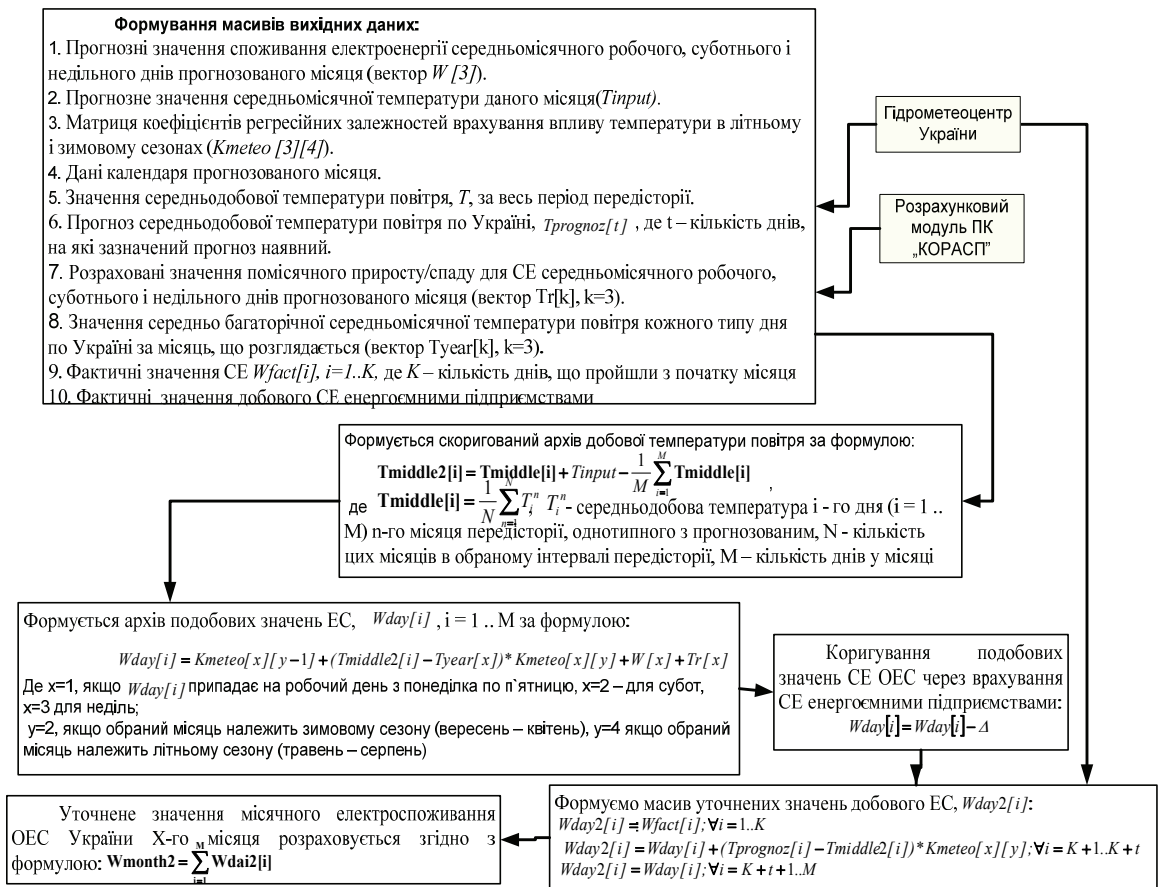 Формування масивів вихідних даних:
1. Прогнозні значення споживання електроенергії середньомісячного робочого, суботнього і
недільного днів прогнозованого місяця (вектор W [3]).
2. Прогнозне значення середньомісячної температури даного місяця(Tinput).
3. Матриця коефіцієнтів регресійних залежностей врахування впливу температури в літньому
і зимовому сезонах (Kmeteo [3][4]).
4. Дані календаря прогнозованого місяця.
5. Значення середньодобової температури повітря, T, за весь період передісторії.
6. Прогноз середньодобової температури повітря по Україні, Tprognoz[t] , де t – кількість днів,
на які зазначений прогноз наявний.
7. Розраховані значення помісячного приросту/спаду для СЕ середньомісячного робочого,
суботнього і недільного днів прогнозованого місяця (вектор Tr[k], k=3).
8. Значення середньо багаторічної середньомісячної температури повітря кожного типу дня
по Україні за місяць, що розглядається (вектор Tyear[k], k=3).
9. Фактичні значення СЕ Wfact[i], i=1..K, де K – кількість днів, що пройшли з початку місяця
10. Фактичні значення добового СЕ енергоємними підприємствами
Гідрометеоцентр
України
Розрахунковий
модуль ПК
„КОРАСП”
Формується скоригований архів добової температури повітря за формулою:
Tmiddle2[i] = Tmiddle[i] + Tinput − 1/M ∑_{i=1}^{M} Tmiddle[i] ,
де Tmiddle[i] = 1/N ∑_{n=1}^{N} T_i^n, T_i^n - середньодобова температура i - го дня (i = 1 ..
M) n-го місяця передісторії, однотипного з прогнозованим, N - кількість
цих місяців в обраному інтервалі передісторії, M – кількість днів у місяці
Формується архів подобових значень ЕС, Wday[i] , i = 1 .. M за формулою:
Wday[i] = Kmeteo[x][y−1] + (Tmiddle2[i] − Tyear[x]) * Kmeteo[x][y] + W[x] + Tr[x]
Де x=1, якщо Wday[i] припадає на робочий день з понеділка по п`ятницю, x=2 – для субот,
x=3 для неділь;
y=2, якщо обраний місяць належить зимовому сезону (вересень – квітень), y=4 якщо обраний
місяць належить літньому сезону (травень – серпень)
Коригування подобових
значень СЕ ОЕС через врахування
СЕ енергоємними підприємствами:
Wday[i] = Wday[i] − Δ
Формуємо масив уточнених значень добового ЕС, Wday2[i]:
Wday2[i] = Wfact[i]; ∀i = 1..K
Wday2[i] = Wday[i] + (Tprognoz[i] − Tmiddle2[i]) * Kmeteo[x][y]; ∀i = K + 1..K + t
Wday2[i] = Wday[i]; ∀i = K + t + 1..M
Уточнене значення місячного електроспоживання
ОЕС України Х-го місяця розраховується згідно з
формулою: Wmonth2 = ∑_{i=1}^{M} Wdai2[i]